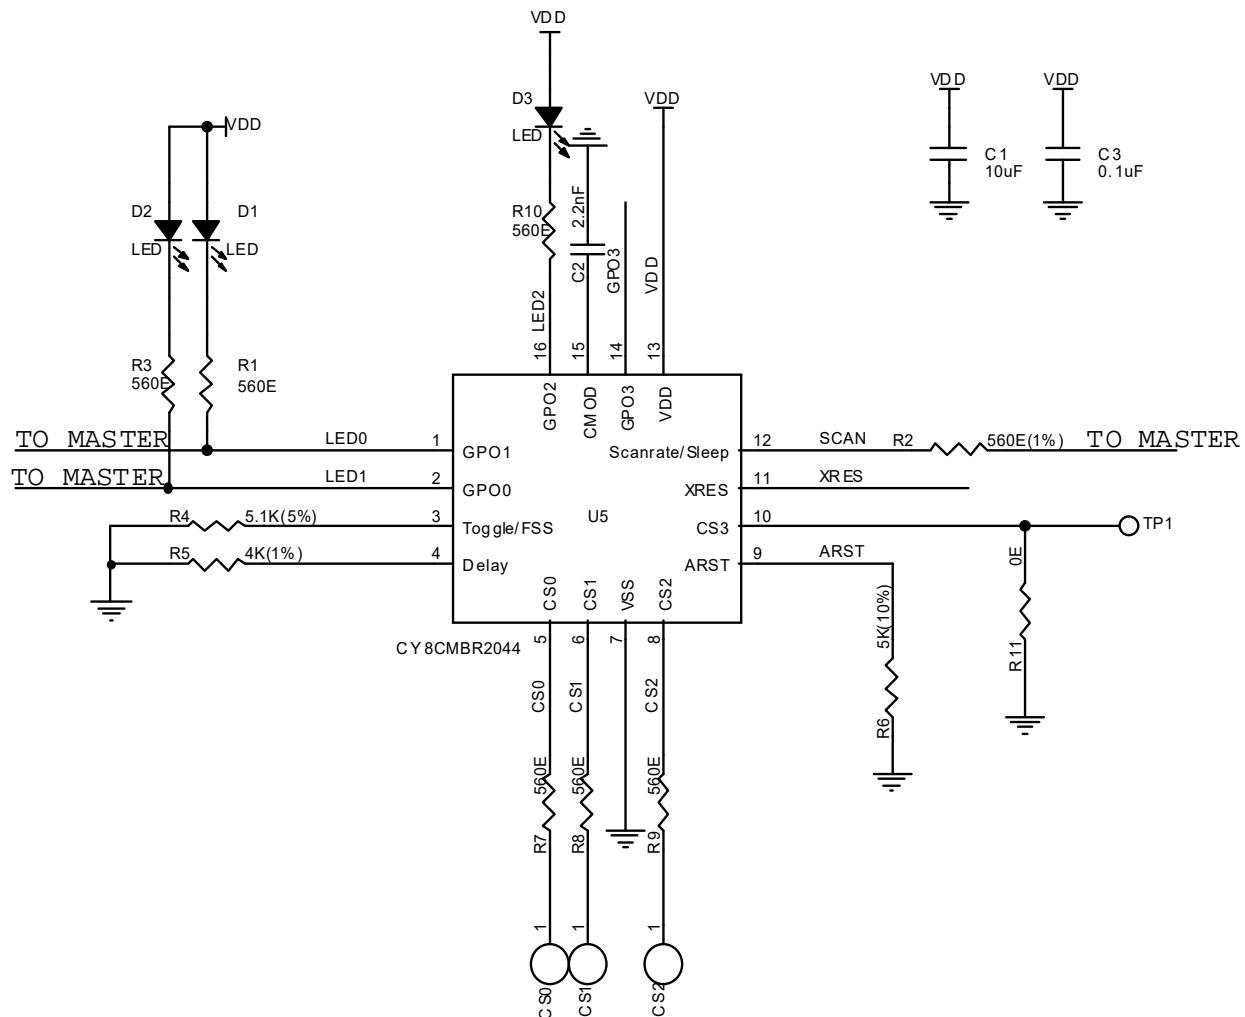 VDD
D3
LED
VDD
VDD
VDD
C1
10uF
C3
0.1uF
VDD
D2
D1
LED
LED
R10
560E
2.2nF
C2
GPO3
VDD
LED2
R3
560E
R1
560E
16
15
14
13
GPO2
CMOD
GPO3
VDD
TO MASTER
LED0
1
GPO1
Scanrate/Sleep
12
SCAN
R2
560E(1%)
TO MASTER
TO MASTER
LED1
2
GPO0
XRES
11
XRES
R4
5.1K(5%)
3
Toggle/FSS
U5
CS3
10
TP1
R5
4K(1%)
4
Delay
ARST
9
ARST
0E
R11
5K(10%)
R6
CS0
CS1
VSS
CS2
CY8CMBR2044
5
6
7
8
CS0
CS1
CS2
560E
560E
560E
R7
R8
R9
1
1
1
CS0
CS1
CS2